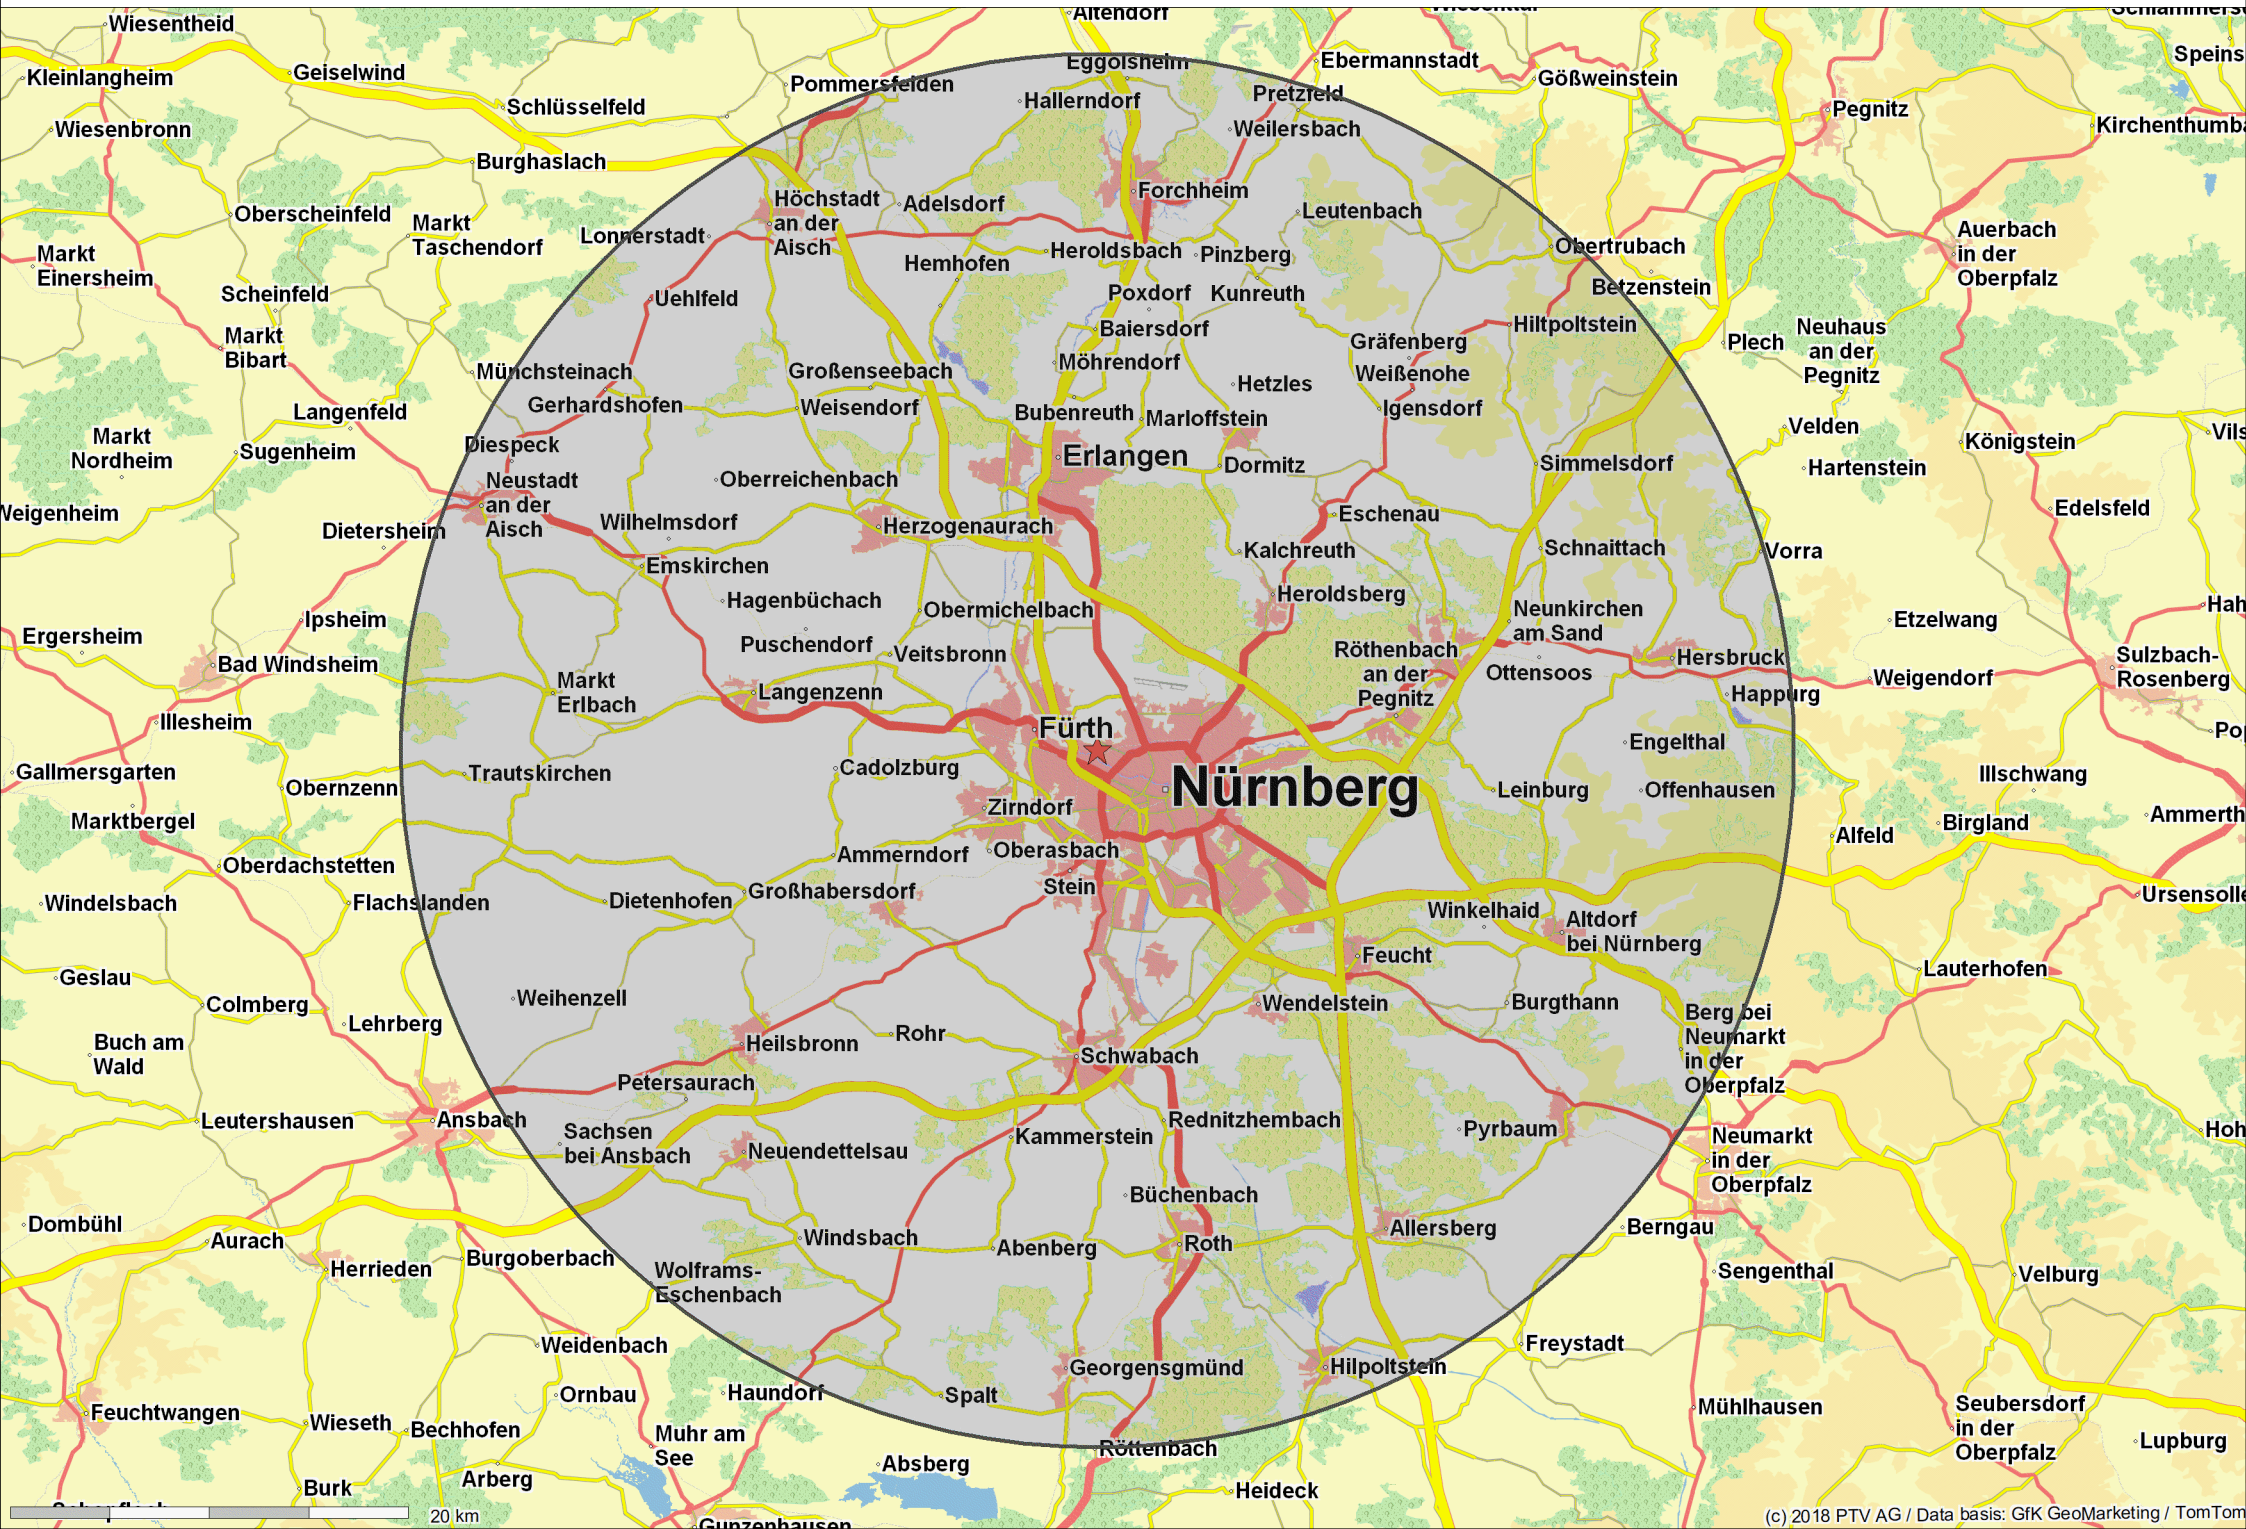 Altendorf
Wiesentheid
Ebermannstadt
Speins
Kleinlangheim
Geiselwind
Eggolsheim
Gößweinstein
Pommersfelden
Hallerndorf
Pretzfeld
Schlüsselfeld
Pegnitz
Wiesenbronn
Weilersbach
Kirchenthumba
Burghaslach
Forchheim
Höchstadt
an der
Aisch
Adelsdorf
Leutenbach
Oberscheinfeld
Markt
Taschendorf
Lonnerstadt
Auerbach
in der
Oberpfalz
Markt
Einersheim
Heroldsbach
Pinzberg
Obertrubach
Hemhofen
Scheinfeld
Uehlfeld
Poxdorf
Kunreuth
Betzenstein
Markt
Bibart
Baiersdorf
Hiltpoltstein
Neuhaus
an der
Pegnitz
Gräfenberg
Plech
Möhrendorf
Münchsteinach
Großenseebach
Weißenohe
Hetzles
Langenfeld
Gerhardshofen
Weisendorf
Bubenreuth
Marloffstein
Igensdorf
Velden
Markt
Nordheim
Diespeck
Sugenheim
Erlangen
Königstein
Vils
Dormitz
Simmelsdorf
Hartenstein
Neustadt
an der
Aisch
Oberreichenbach
Weigenheim
Dietersheim
Wilhelmsdorf
Herzogenaurach
Eschenau
Edelsfeld
Emskirchen
Kalchreuth
Schnaittach
Vorra
Hagenbüchach
Obermichelbach
Heroldsberg
Neunkirchen
am Sand
Hah
Ipsheim
Etzelwang
Ergersheim
Puschendorf
Veitsbronn
Röthenbach
an der
Pegnitz
Bad Windsheim
Ottensoos
Hersbruck
Sulzbach-
Rosenberg
Weigendorf
Markt
Erlbach
Langenzenn
Happurg
Illesheim
Fürth
Pop
Engelthal
Gallmersgarten
Trautskirchen
Cadolzburg
Nürnberg
Illschwang
Obernzenn
Leinburg
Offenhausen
Marktbergel
Zirndorf
Birgland
Ammerth
Alfeld
Oberdachstetten
Ammerndorf
Oberasbach
Stein
Großhabersdorf
Ursensolle
Windelsbach
Flachslanden
Dietenhofen
Winkelhaid
Altdorf
bei Nürnberg
Feucht
Lauterhofen
Geslau
Weihenzell
Colmberg
Wendelstein
Burgthann
Lehrberg
Berg bei
Neumarkt
in der
Oberpfalz
Buch am
Wald
Rohr
Heilsbronn
Schwabach
Petersaurach
Leutershausen
Ansbach
Rednitzhembach
Pyrbaum
Hoh
Sachsen
bei Ansbach
Neuendettelsau
Kammerstein
Neumarkt
in der
Oberpfalz
Büchenbach
Dombühl
Aurach
Windsbach
Abenberg
Roth
Allersberg
Berngau
Burgoberbach
Herrieden
Wolframs-
Eschenbach
Sengenthal
Velburg
Weidenbach
Freystadt
Georgensgmünd
Hilpoltstein
Ornbau
Haundorf
Spalt
Feuchtwangen
Wieseth
Bechhofen
Mühlhausen
Seubersdorf
in der
Oberpfalz
Muhr am
See
Röttenbach
Lupburg
Absberg
Arberg
Burk
Heideck
20 km
Gunzenhausen
(c) 2018 PTV AG / Data basis: GfK GeoMarketing / TomTom